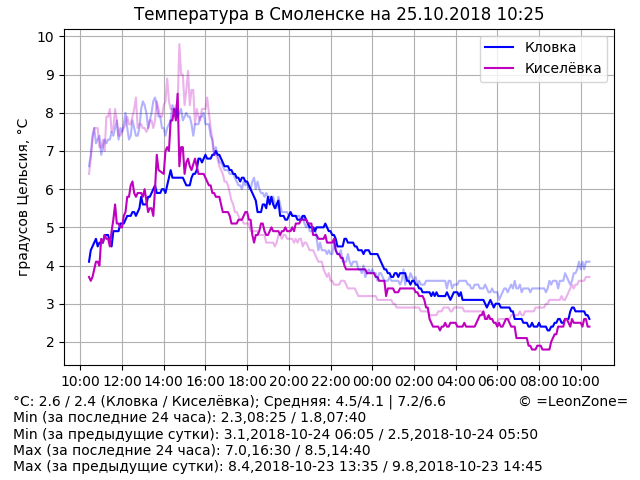 Температура в Смоленске на 25.10.2018 10:25
Кловка
Киселёвка
градусов Цельсия, °C
10
9
8
7
6
5
4
3
2
10:00 12:00 14:00 16:00 18:00 20:00 22:00 00:00 02:00 04:00 06:00 08:00 10:00
°C: 2.6 / 2.4 (Кловка / Киселёвка); Средняя: 4.5/4.1 | 7.2/6.6 © =LeonZone=
Min (за последние 24 часа): 2.3,08:25 / 1.8,07:40
Min (за предыдущие сутки): 3.1,2018-10-24 06:05 / 2.5,2018-10-24 05:50
Max (за последние 24 часа): 7.0,16:30 / 8.5,14:40
Max (за предыдущие сутки): 8.4,2018-10-23 13:35 / 9.8,2018-10-23 14:45